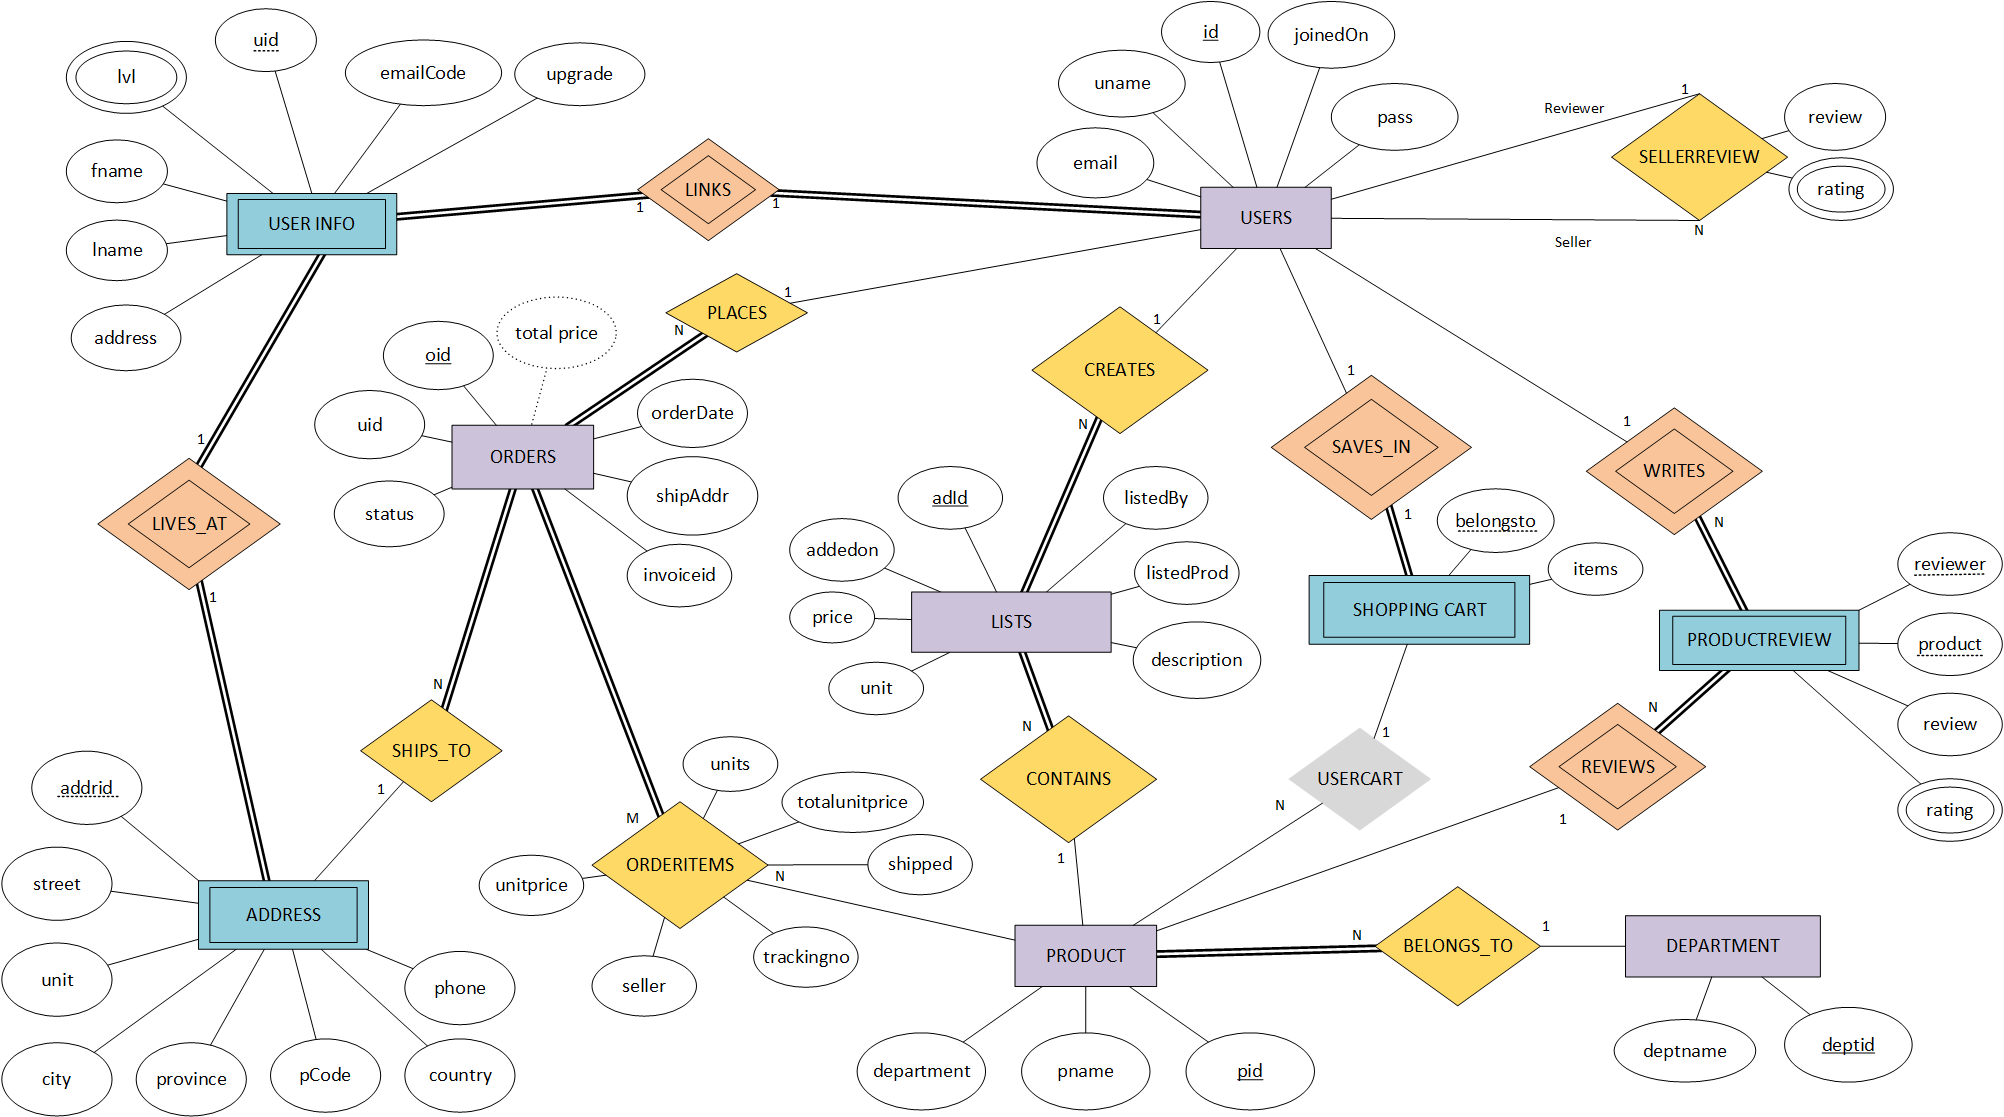 id
joinedOn
uid
emailCode
upgrade
lvl
uname
pass
Reviewer
1
review
email
SELLERREVIEW
fname
LINKS
rating
1
1
USER INFO
USERS
N
Seller
lname
address
PLACES
1
N
total price
oid
CREATES
1
1
uid
orderDate
N
1
1
ORDERS
SAVES_IN
WRITES
status
shipAddr
adId
listedBy
1
belongsto
N
LIVES_AT
addedon
invoiceid
listedProd
items
reviewer
1
price
LISTS
SHOPPING CART
PRODUCTREVIEW
product
unit
description
N
N
N
review
1
SHIPS_TO
units
CONTAINS
USERCART
REVIEWS
addrid
1
totalunitprice
N
rating
M
1
1
ORDERITEMS
shipped
N
street
unitprice
ADDRESS
N
1
PRODUCT
BELONGS_TO
DEPARTMENT
trackingno
unit
phone
seller
city
province
pCode
country
department
pname
pid
deptname
deptid